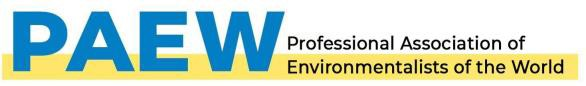 PAEW
Professional Association of
Environmentalists of the World